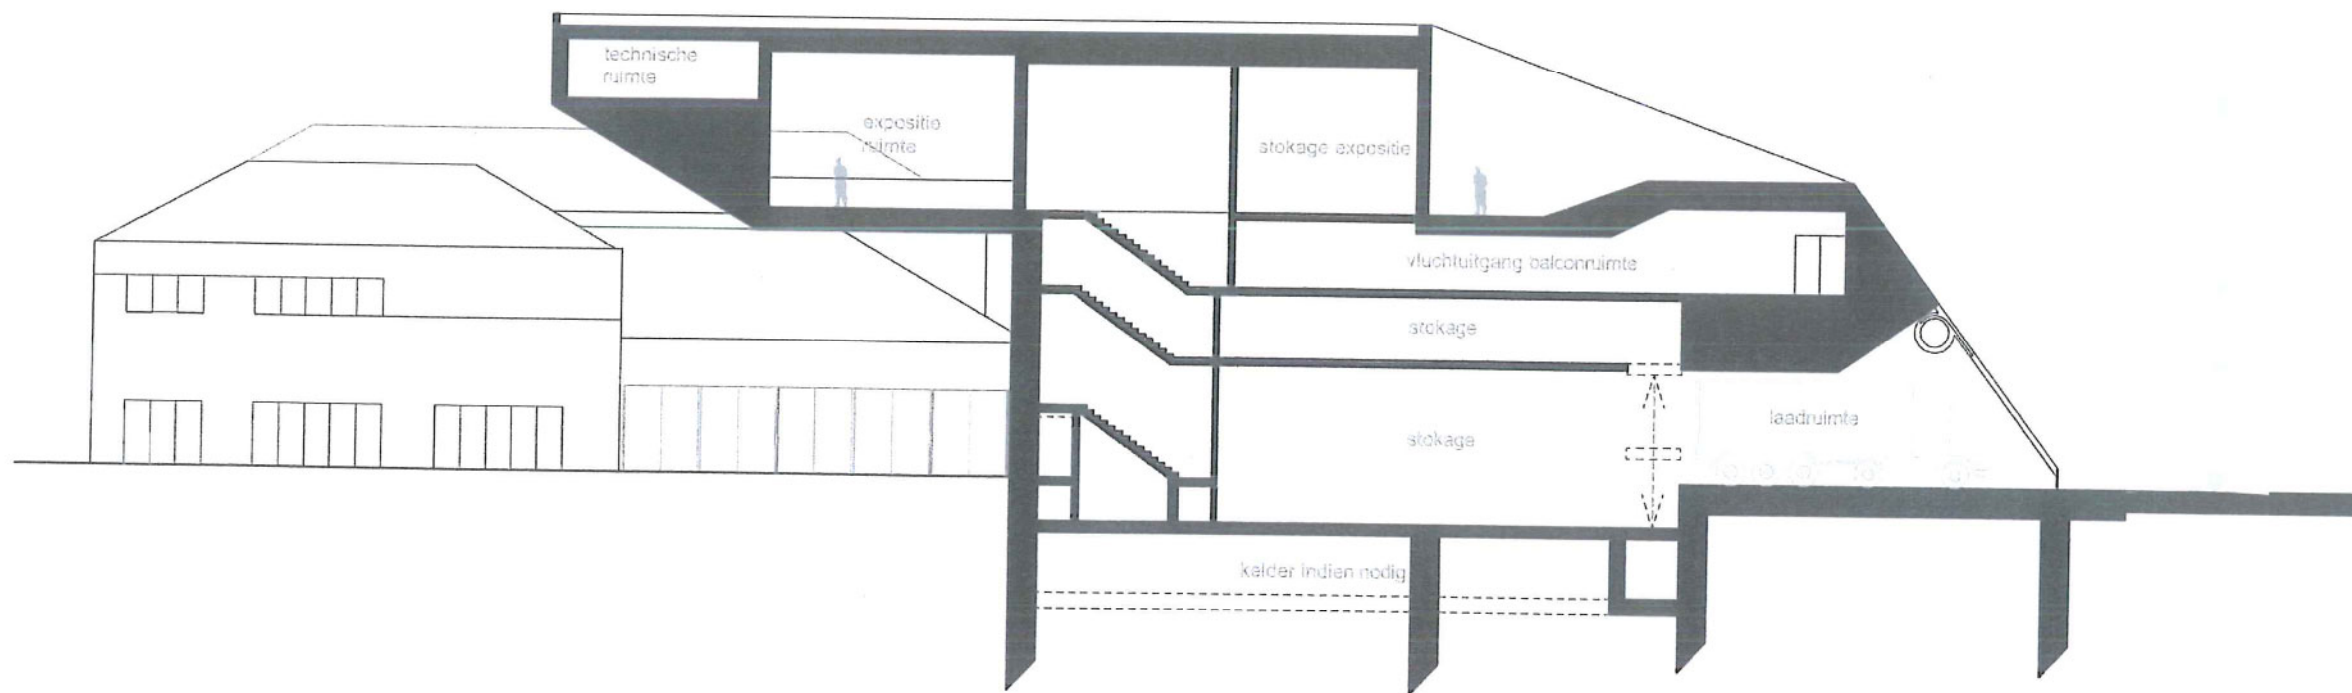 technische
ruimte
expositie
ruimte
stokage expositie
vluchtuitgang balconruimte
stokage
stokage
laadruimte
kelder indien nodig